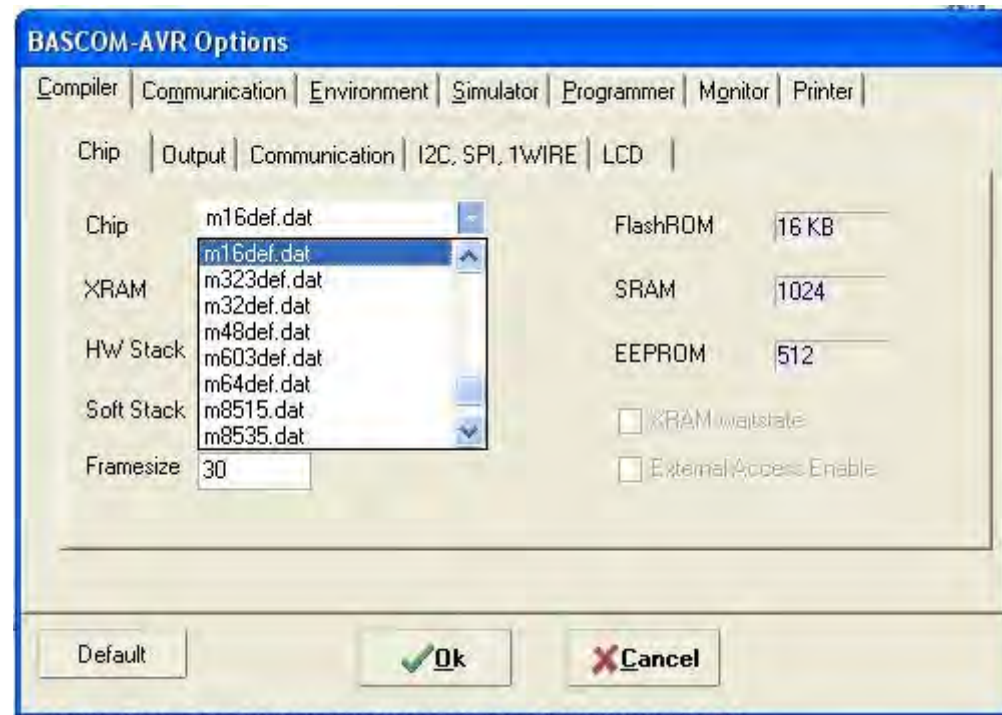 BASCOM-AVR Options
Compiler Communication Environment Simulator Programmer Monitor Printer
Chip Output Communication I2C, SPI, 1WIRE LCD
Chip m16def.dat FlashROM 16 KB
m16def.dat
m323def.dat
XRAM SRAM 1024
m32def.dat
m48def.dat
HW Stack EEPROM 512
m603def.dat
m64def.dat
Soft Stack XRAM waitstate
m8515.dat
m8535.dat
Framesize 30 External Access Enable
Default Ok Cancel